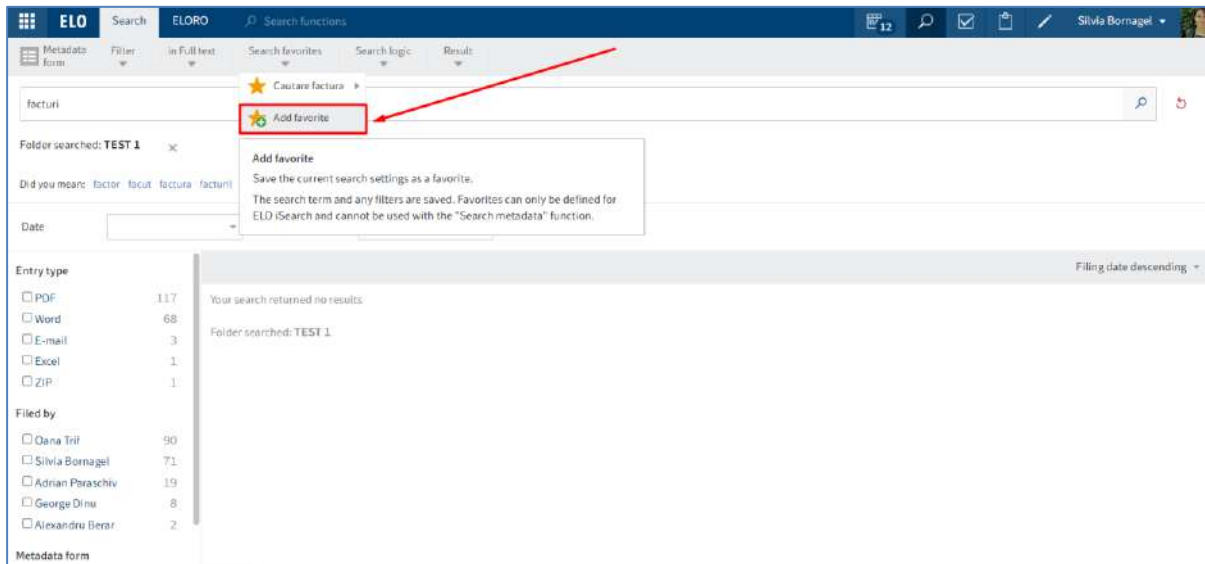 ELO Search ELORO Search functions 12 Silvia Bornagel
Metadata form Filter in Full text Search favorites Search logic Result
Cautare factura
facturi
Add favorite
Folder searched: TEST 1
Add favorite
Save the current search settings as a favorite.
Did you mean: factor facut factura facturii
The search term and any filters are saved. Favorites can only be defined for
ELO iSearch and cannot be used with the "Search metadata" function.
Date
Entry type
Filing date descending
PDF 117
Your search returned no results
Word 68
Folder searched: TEST 1
E-mail 3
Excel 1
ZIP 1
Filed by
Oana Trif 90
Silvia Bornagel 71
Adrian Paraschiv 19
George Dinu 8
Alexandru Berar 2
Metadata form